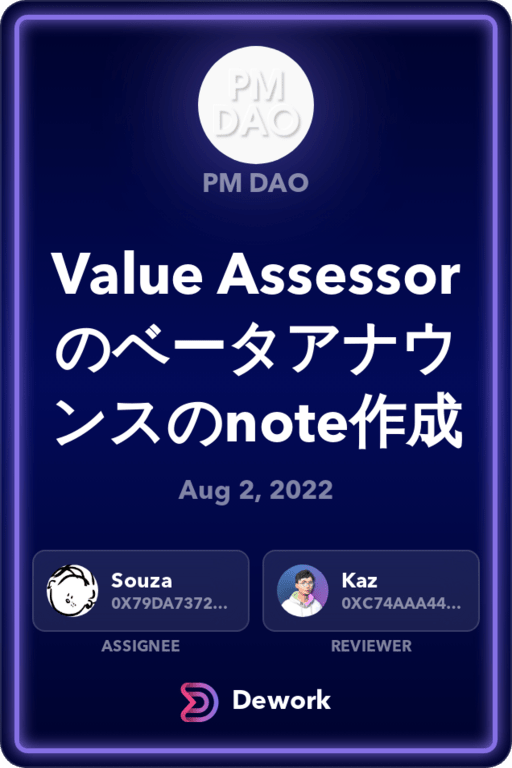 PM
DAO
PM DAO
Value Assessor
のベータアナウ
ンスのnote作成
Aug 2, 2022
Souza
0X79DA7372...
ASSIGNEE
Kaz
0XC74AAA44...
REVIEWER
Dework